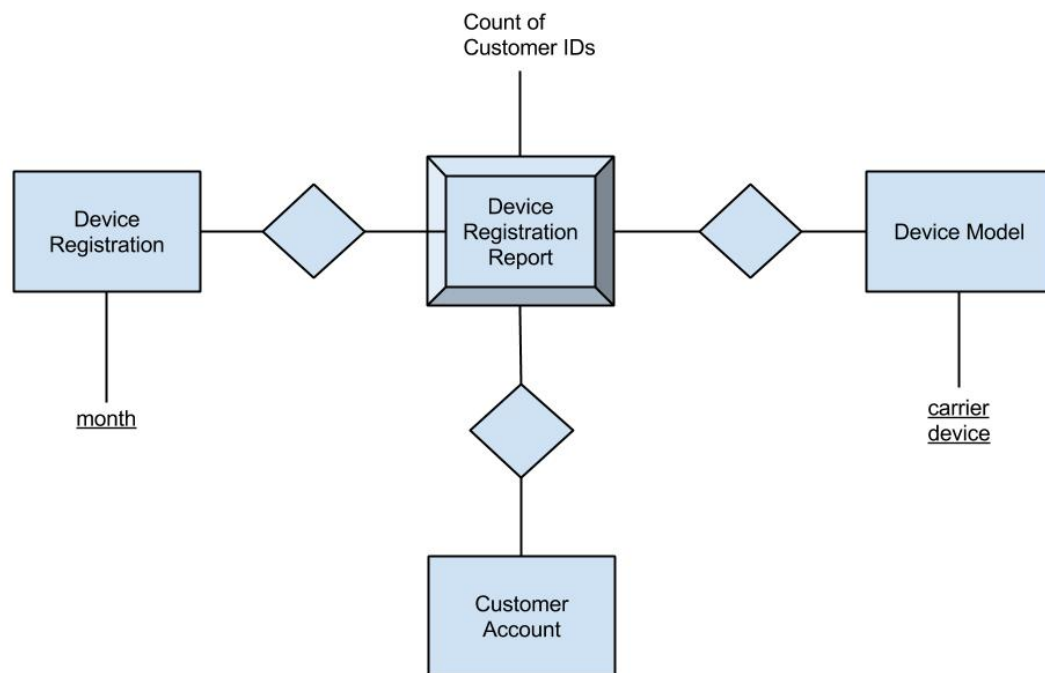 Count of
Customer IDs
Device
Registration
Device
Registration
Report
Device Model
month
carrier
device
Customer
Account